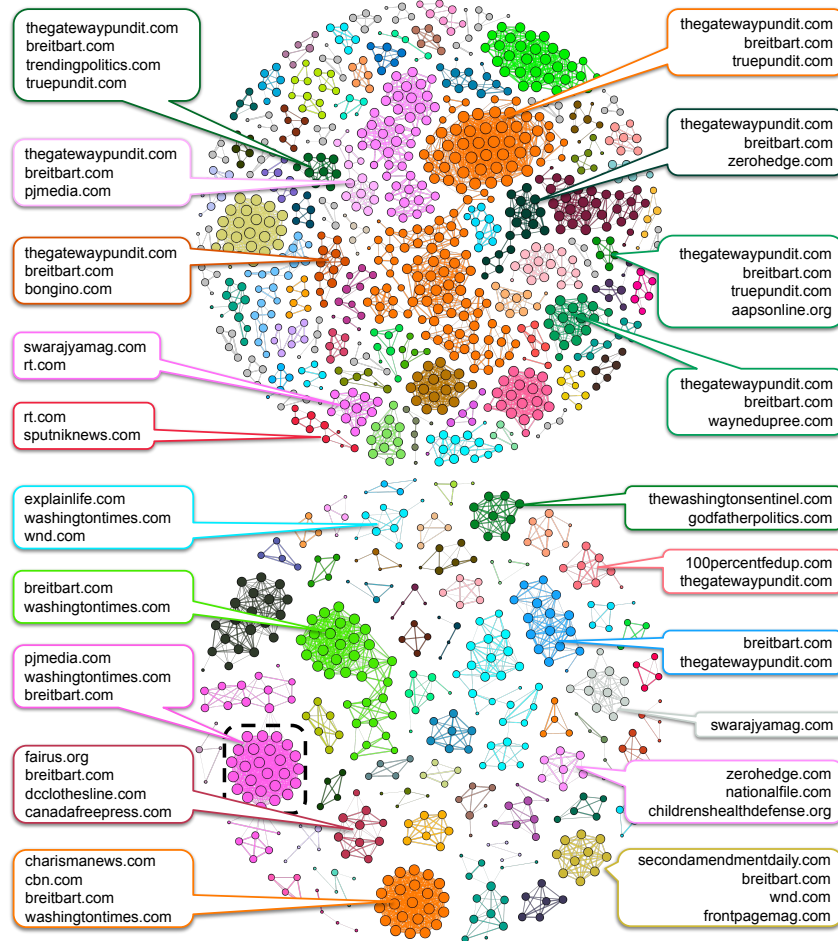 thegatewaypundit.com
breitbart.com
trendingpolitics.com
truepundit.com
thegatewaypundit.com
breitbart.com
pjmedia.com
thegatewaypundit.com
breitbart.com
bongino.com
swarajyamag.com
rt.com
rt.com
sputniknews.com
thegatewaypundit.com
breitbart.com
truepundit.com
thegatewaypundit.com
breitbart.com
zerohedge.com
thegatewaypundit.com
breitbart.com
truepundit.com
aapsonline.org
thegatewaypundit.com
breitbart.com
waynedupree.com
explainlife.com
washingtontimes.com
wnd.com
breitbart.com
washingtontimes.com
pjmedia.com
washingtontimes.com
breitbart.com
fairus.org
breitbart.com
dcclothesline.com
canadafreepress.com
charismanews.com
cbn.com
breitbart.com
washingtontimes.com
thewashingtonsentinel.com
godfatherpolitics.com
100percentfedup.com
thegatewaypundit.com
breitbart.com
thegatewaypundit.com
swarajyamag.com
zerohedge.com
nationalfile.com
childrenshealthdefense.org
secondamendmentdaily.com
breitbart.com
wnd.com
frontpagemag.com